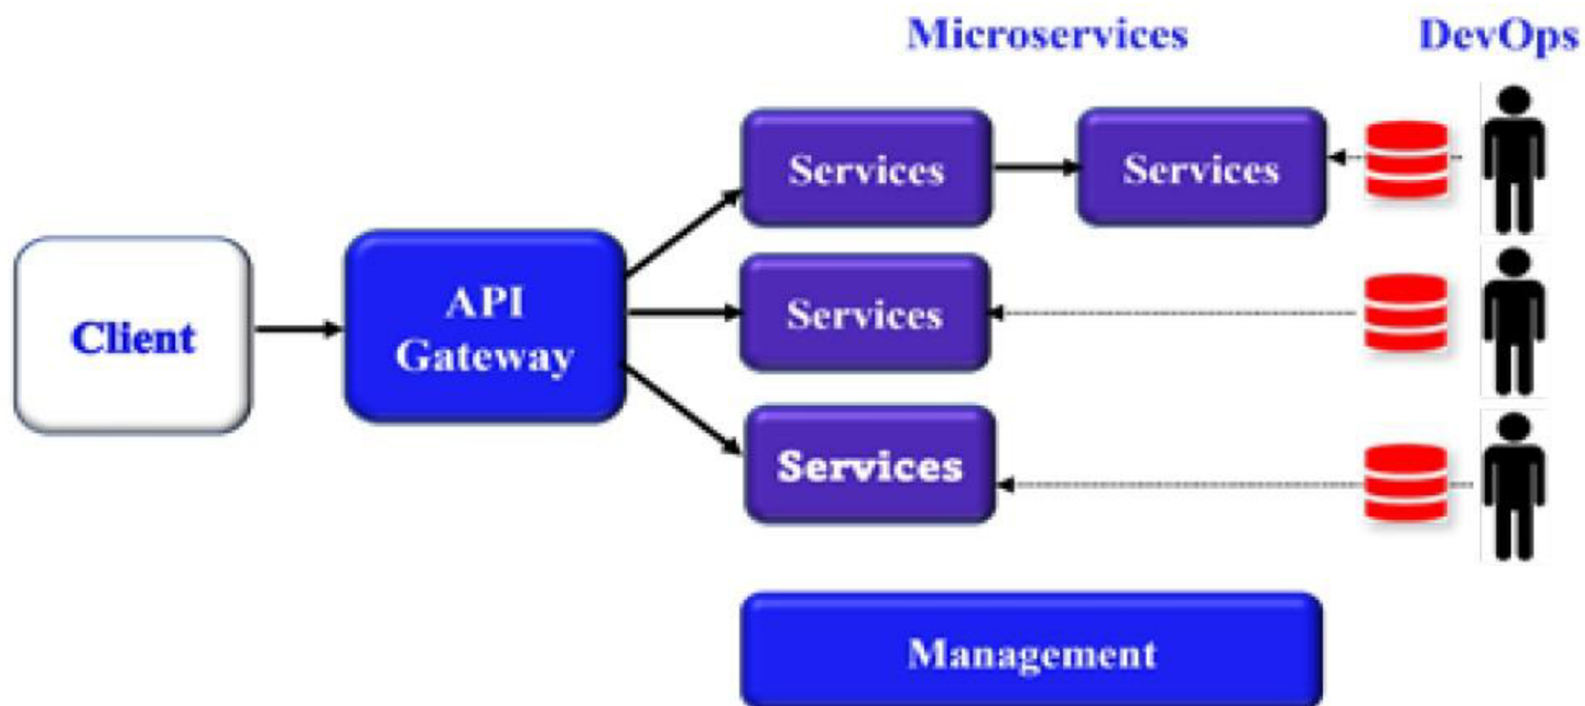 Microservices
DevOps
Services
Services
Client
API
Gateway
Services
Services
Management